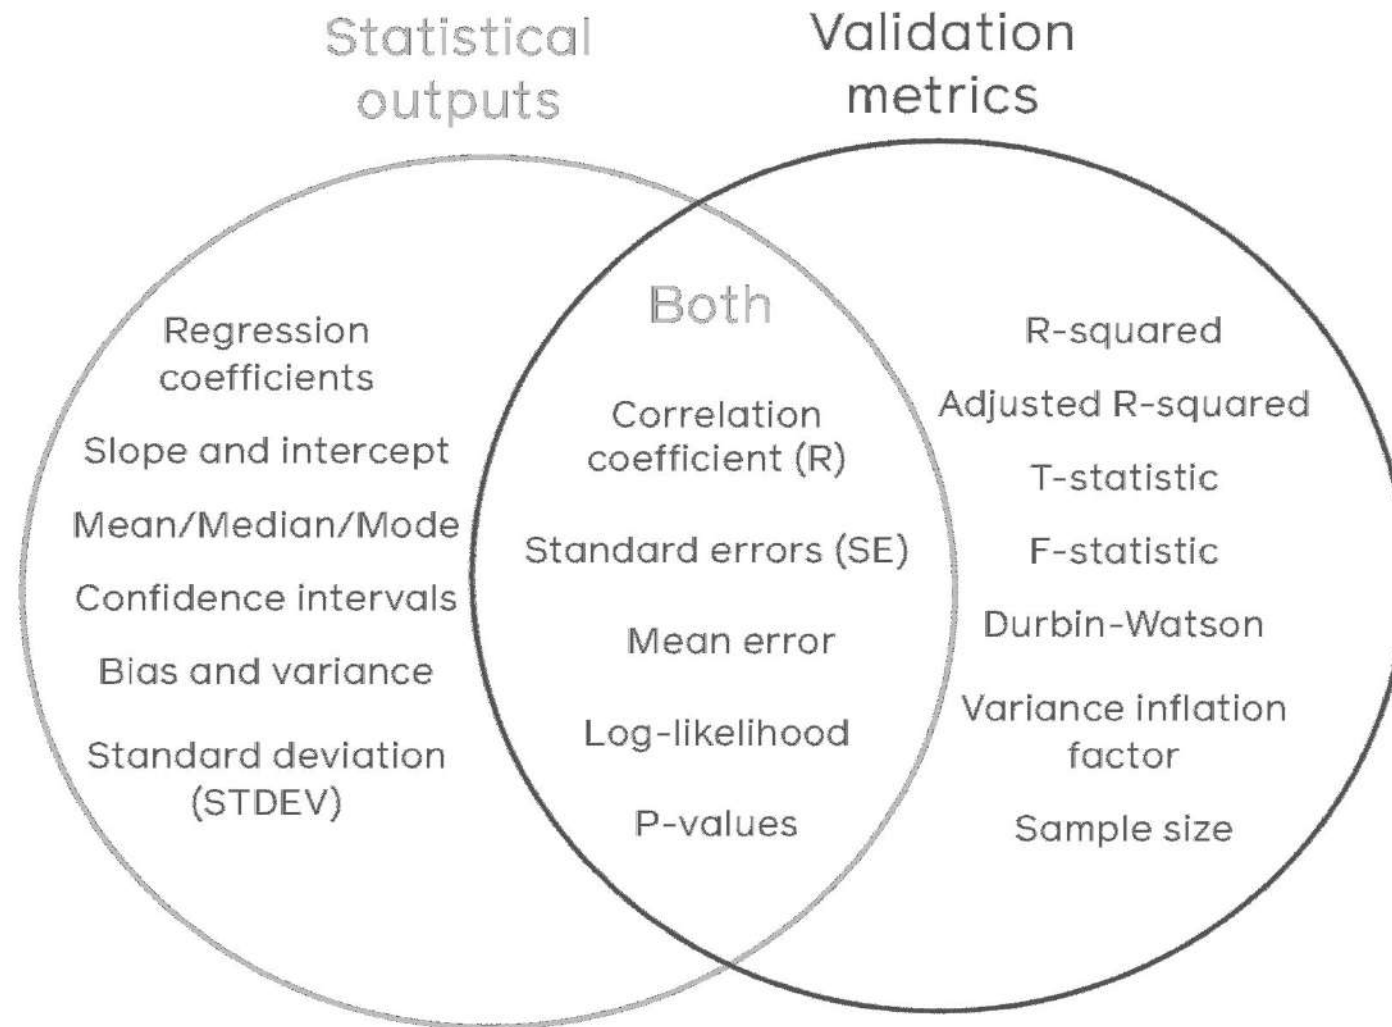 Statistical
outputs
Validation
metrics
Regression
coefficients
Slope and intercept
Mean/Median/Mode
Confidence intervals
Bias and variance
Standard deviation
(STDEV)
Both
Correlation
coefficient (R)
Standard errors (SE)
Mean error
Log-likelihood
P-values
R-squared
Adjusted R-squared
T-statistic
F-statistic
Durbin-Watson
Variance inflation
factor
Sample size